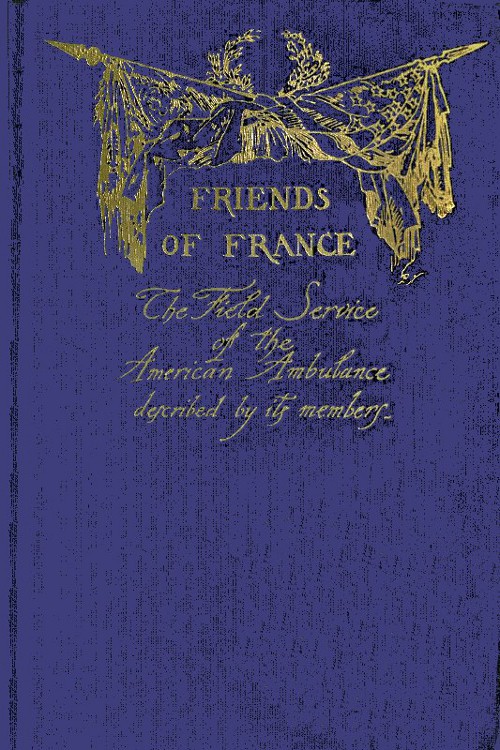 FRIENDS
OF FRANCE
The Field Service
of the
American Ambulance
described by its members